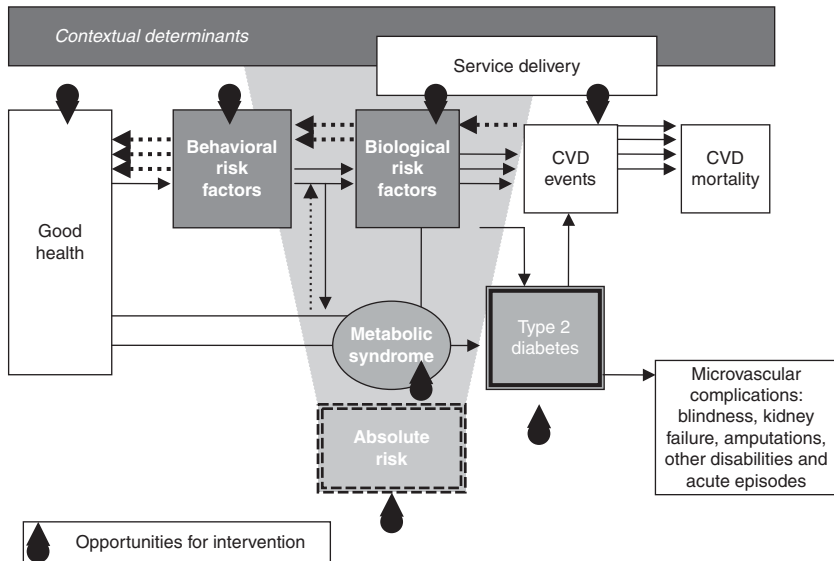 Contextual determinants
Service delivery
Good
health
Behavioral
risk
factors
Biological
risk
factors
CVD
events
CVD
mortality
Metabolic
syndrome
Type 2
diabetes
Absolute
risk
Microvascular
complications:
blindness, kidney
failure, amputations,
other disabilities and
acute episodes
Opportunities for intervention